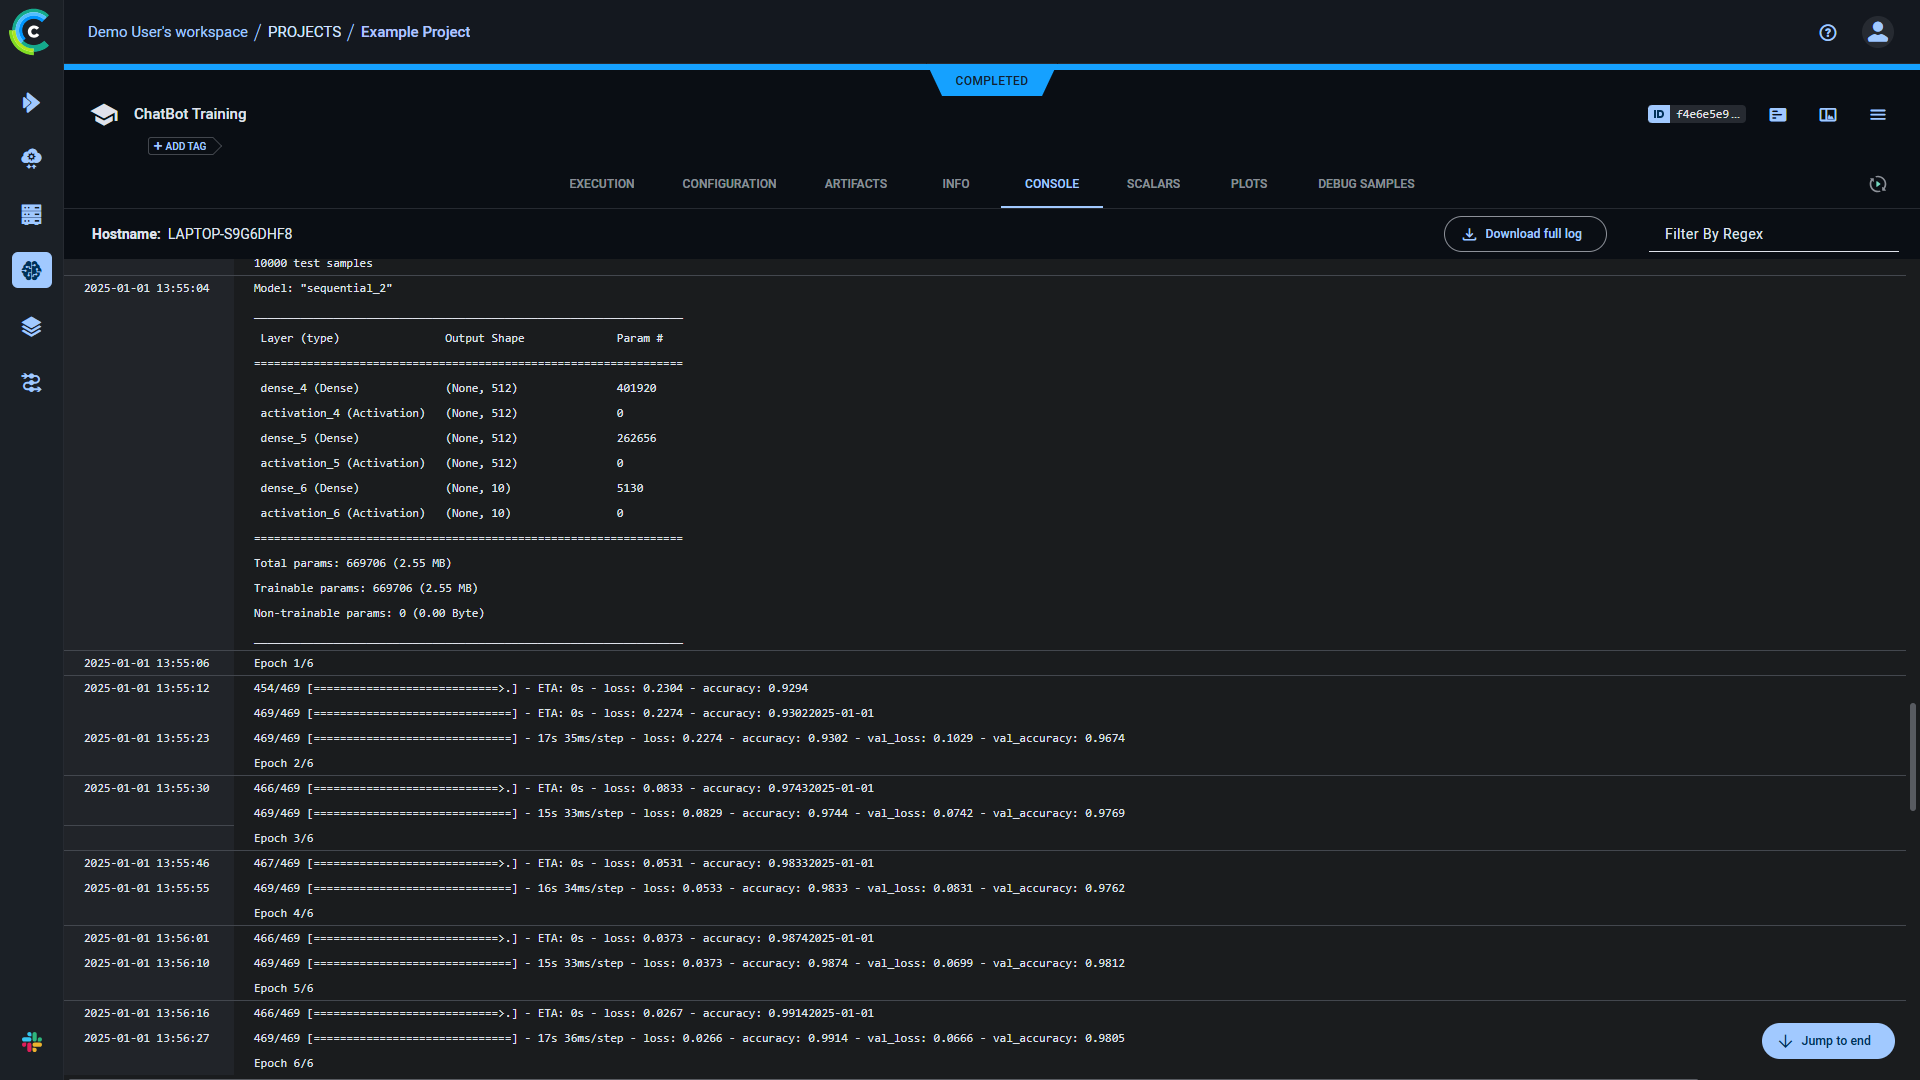 Demo User's workspace / PROJECTS / Example Project
COMPLETED
ChatBot Training
ID f4e6e5e9...
+ ADD TAG
EXECUTION CONFIGURATION ARTIFACTS INFO CONSOLE SCALARS PLOTS DEBUG SAMPLES
Hostname: LAPTOP-S9G6DHF8
Download full log
Filter By Regex
10000 test samples
2025-01-01 13:55:04 Model: "sequential_2"
_________________________________________________________________
Layer (type) Output Shape Param #
=================================================================
dense_4 (Dense) (None, 512) 401920
activation_4 (Activation) (None, 512) 0
dense_5 (Dense) (None, 512) 262656
activation_5 (Activation) (None, 512) 0
dense_6 (Dense) (None, 10) 5130
activation_6 (Activation) (None, 10) 0
=================================================================
Total params: 669706 (2.55 MB)
Trainable params: 669706 (2.55 MB)
Non-trainable params: 0 (0.00 Byte)
_________________________________________________________________
2025-01-01 13:55:06 Epoch 1/6
2025-01-01 13:55:12 454/469 [============================>.] - ETA: 0s - loss: 0.2304 - accuracy: 0.9294
469/469 [==============================] - ETA: 0s - loss: 0.2274 - accuracy: 0.93022025-01-01
2025-01-01 13:55:23 469/469 [==============================] - 17s 35ms/step - loss: 0.2274 - accuracy: 0.9302 - val_loss: 0.1029 - val_accuracy: 0.9674
Epoch 2/6
2025-01-01 13:55:30 466/469 [============================>.] - ETA: 0s - loss: 0.0833 - accuracy: 0.97432025-01-01
469/469 [==============================] - 15s 33ms/step - loss: 0.0829 - accuracy: 0.9744 - val_loss: 0.0742 - val_accuracy: 0.9769
Epoch 3/6
2025-01-01 13:55:46 467/469 [============================>.] - ETA: 0s - loss: 0.0531 - accuracy: 0.98332025-01-01
2025-01-01 13:55:55 469/469 [==============================] - 16s 34ms/step - loss: 0.0533 - accuracy: 0.9833 - val_loss: 0.0831 - val_accuracy: 0.9762
Epoch 4/6
2025-01-01 13:56:01 466/469 [============================>.] - ETA: 0s - loss: 0.0373 - accuracy: 0.98742025-01-01
2025-01-01 13:56:10 469/469 [==============================] - 15s 33ms/step - loss: 0.0373 - accuracy: 0.9874 - val_loss: 0.0699 - val_accuracy: 0.9812
Epoch 5/6
2025-01-01 13:56:16 466/469 [============================>.] - ETA: 0s - loss: 0.0267 - accuracy: 0.99142025-01-01
2025-01-01 13:56:27 469/469 [==============================] - 17s 36ms/step - loss: 0.0266 - accuracy: 0.9914 - val_loss: 0.0666 - val_accuracy: 0.9805
Epoch 6/6
Jump to end